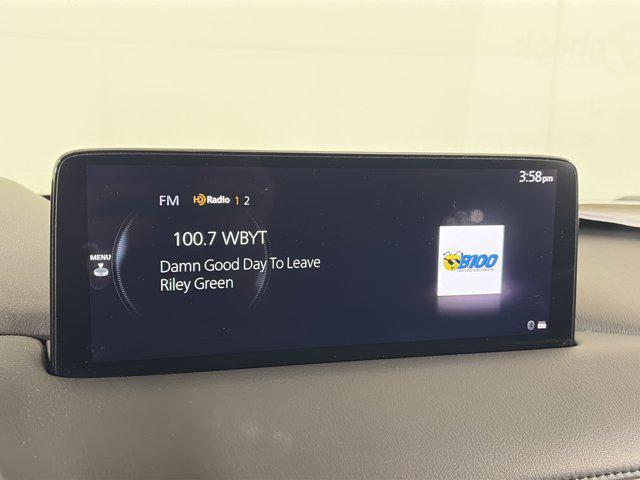 check
3:58pm
FM HD Radio 1 2
100.7 WBYT
MENU
Damn Good Day To Leave
Riley Green
B100